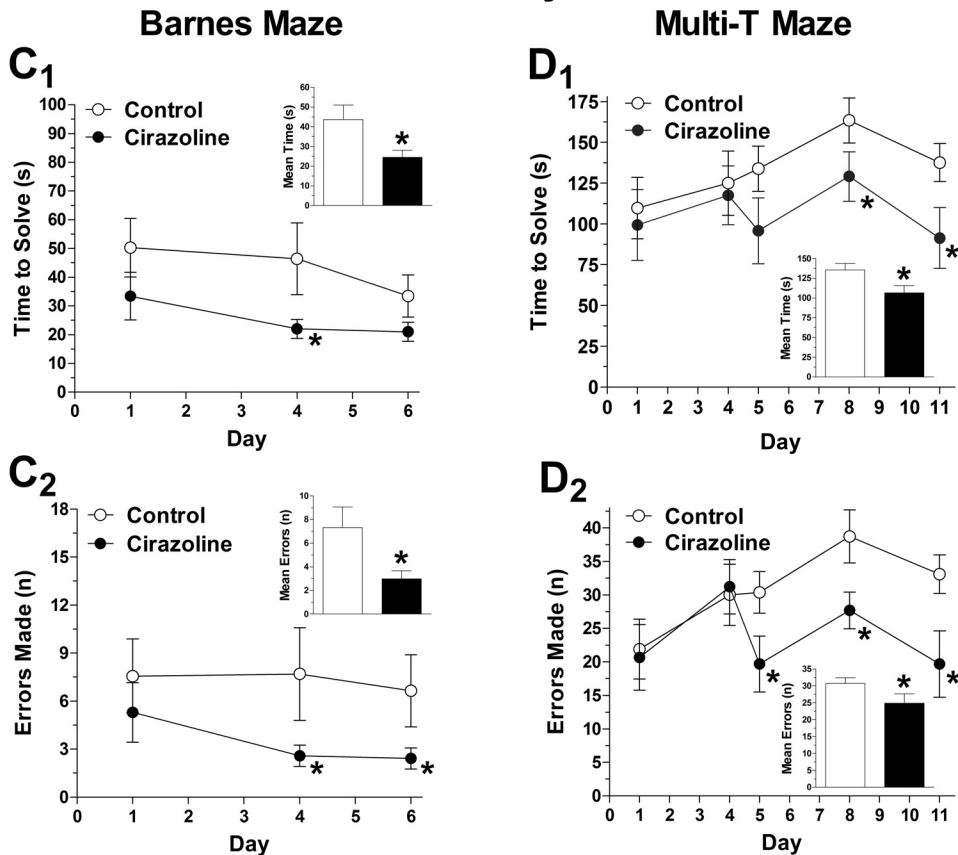 Barnes Maze
Multi-T Maze
C1
Control
Cirazoline
Time to Solve (s)
100
90
80
70
60
50
40
30
20
10
0
0 1 2 3 4 5 6
Day
Mean Time (s)
60
50
40
30
20
10
0
*
*
D1
Control
Cirazoline
Time to Solve (s)
175
150
125
100
75
50
25
0
0 1 2 3 4 5 6 7 8 9 10 11
Day
*
*
Mean Time (s)
150
125
100
75
50
25
0
*
C2
Control
Cirazoline
Errors Made (n)
18
15
12
9
6
3
0
0 1 2 3 4 5 6
Day
Mean Errors (n)
10
8
6
4
2
0
*
*
*
D2
Control
Cirazoline
Errors Made (n)
40
35
30
25
20
15
10
5
0
0 1 2 3 4 5 6 7 8 9 10 11
Day
*
*
*
Mean Errors (n)
35
30
25
20
15
10
5
0
*